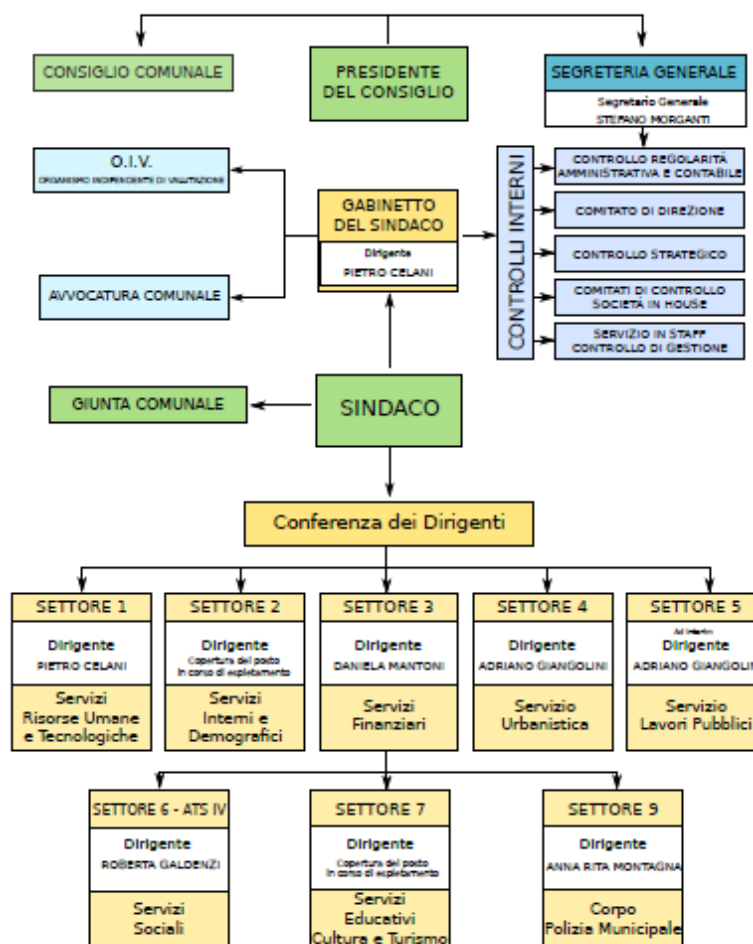 CONSIGLIO COMUNALE
PRESIDENTE
DEL CONSIGLIO
SEGRETERIA GENERALE
Segretario Generale
STEFANO MORGANTI
O.I.V.
ORGANISMO INDIPENDENTE DI VALUTAZIONE
AVVOCATURA COMUNALE
GABINETTO
DEL SINDACO
Dirigente
PIETRO CELANI
CONTROLLI INTERNI
CONTROLLO REGOLARITÀ
AMMINISTRATIVA E CONTABILE
COMITATO DI DIREZIONE
CONTROLLO STRATEGICO
COMITATI DI CONTROLLO
SOCIETÀ IN HOUSE
SERVIZIO IN STAFF
CONTROLLO DI GESTIONE
GIUNTA COMUNALE
SINDACO
Conferenza dei Dirigenti
SETTORE 1
Dirigente
PIETRO CELANI
Servizi
Risorse Umane
e Tecnologiche
SETTORE 2
Dirigente
Copertura del posto
in corso di espletamento
Servizi
Interni e
Demografici
SETTORE 3
Dirigente
DANIELA MANTONI
Servizi
Finanziari
SETTORE 4
Dirigente
ADRIANO GIANGOLINI
Servizio
Urbanistica
SETTORE 5
Ad interim
Dirigente
ADRIANO GIANGOLINI
Servizio
Lavori Pubblici
SETTORE 6 - ATS IV
Dirigente
ROBERTA GALDENZI
Servizi
Sociali
SETTORE 7
Dirigente
Copertura del posto
in corso di espletamento
Servizi
Educativi
Cultura e Turismo
SETTORE 9
Dirigente
ANNA RITA MONTAGNA
Corpo
Polizia Municipale